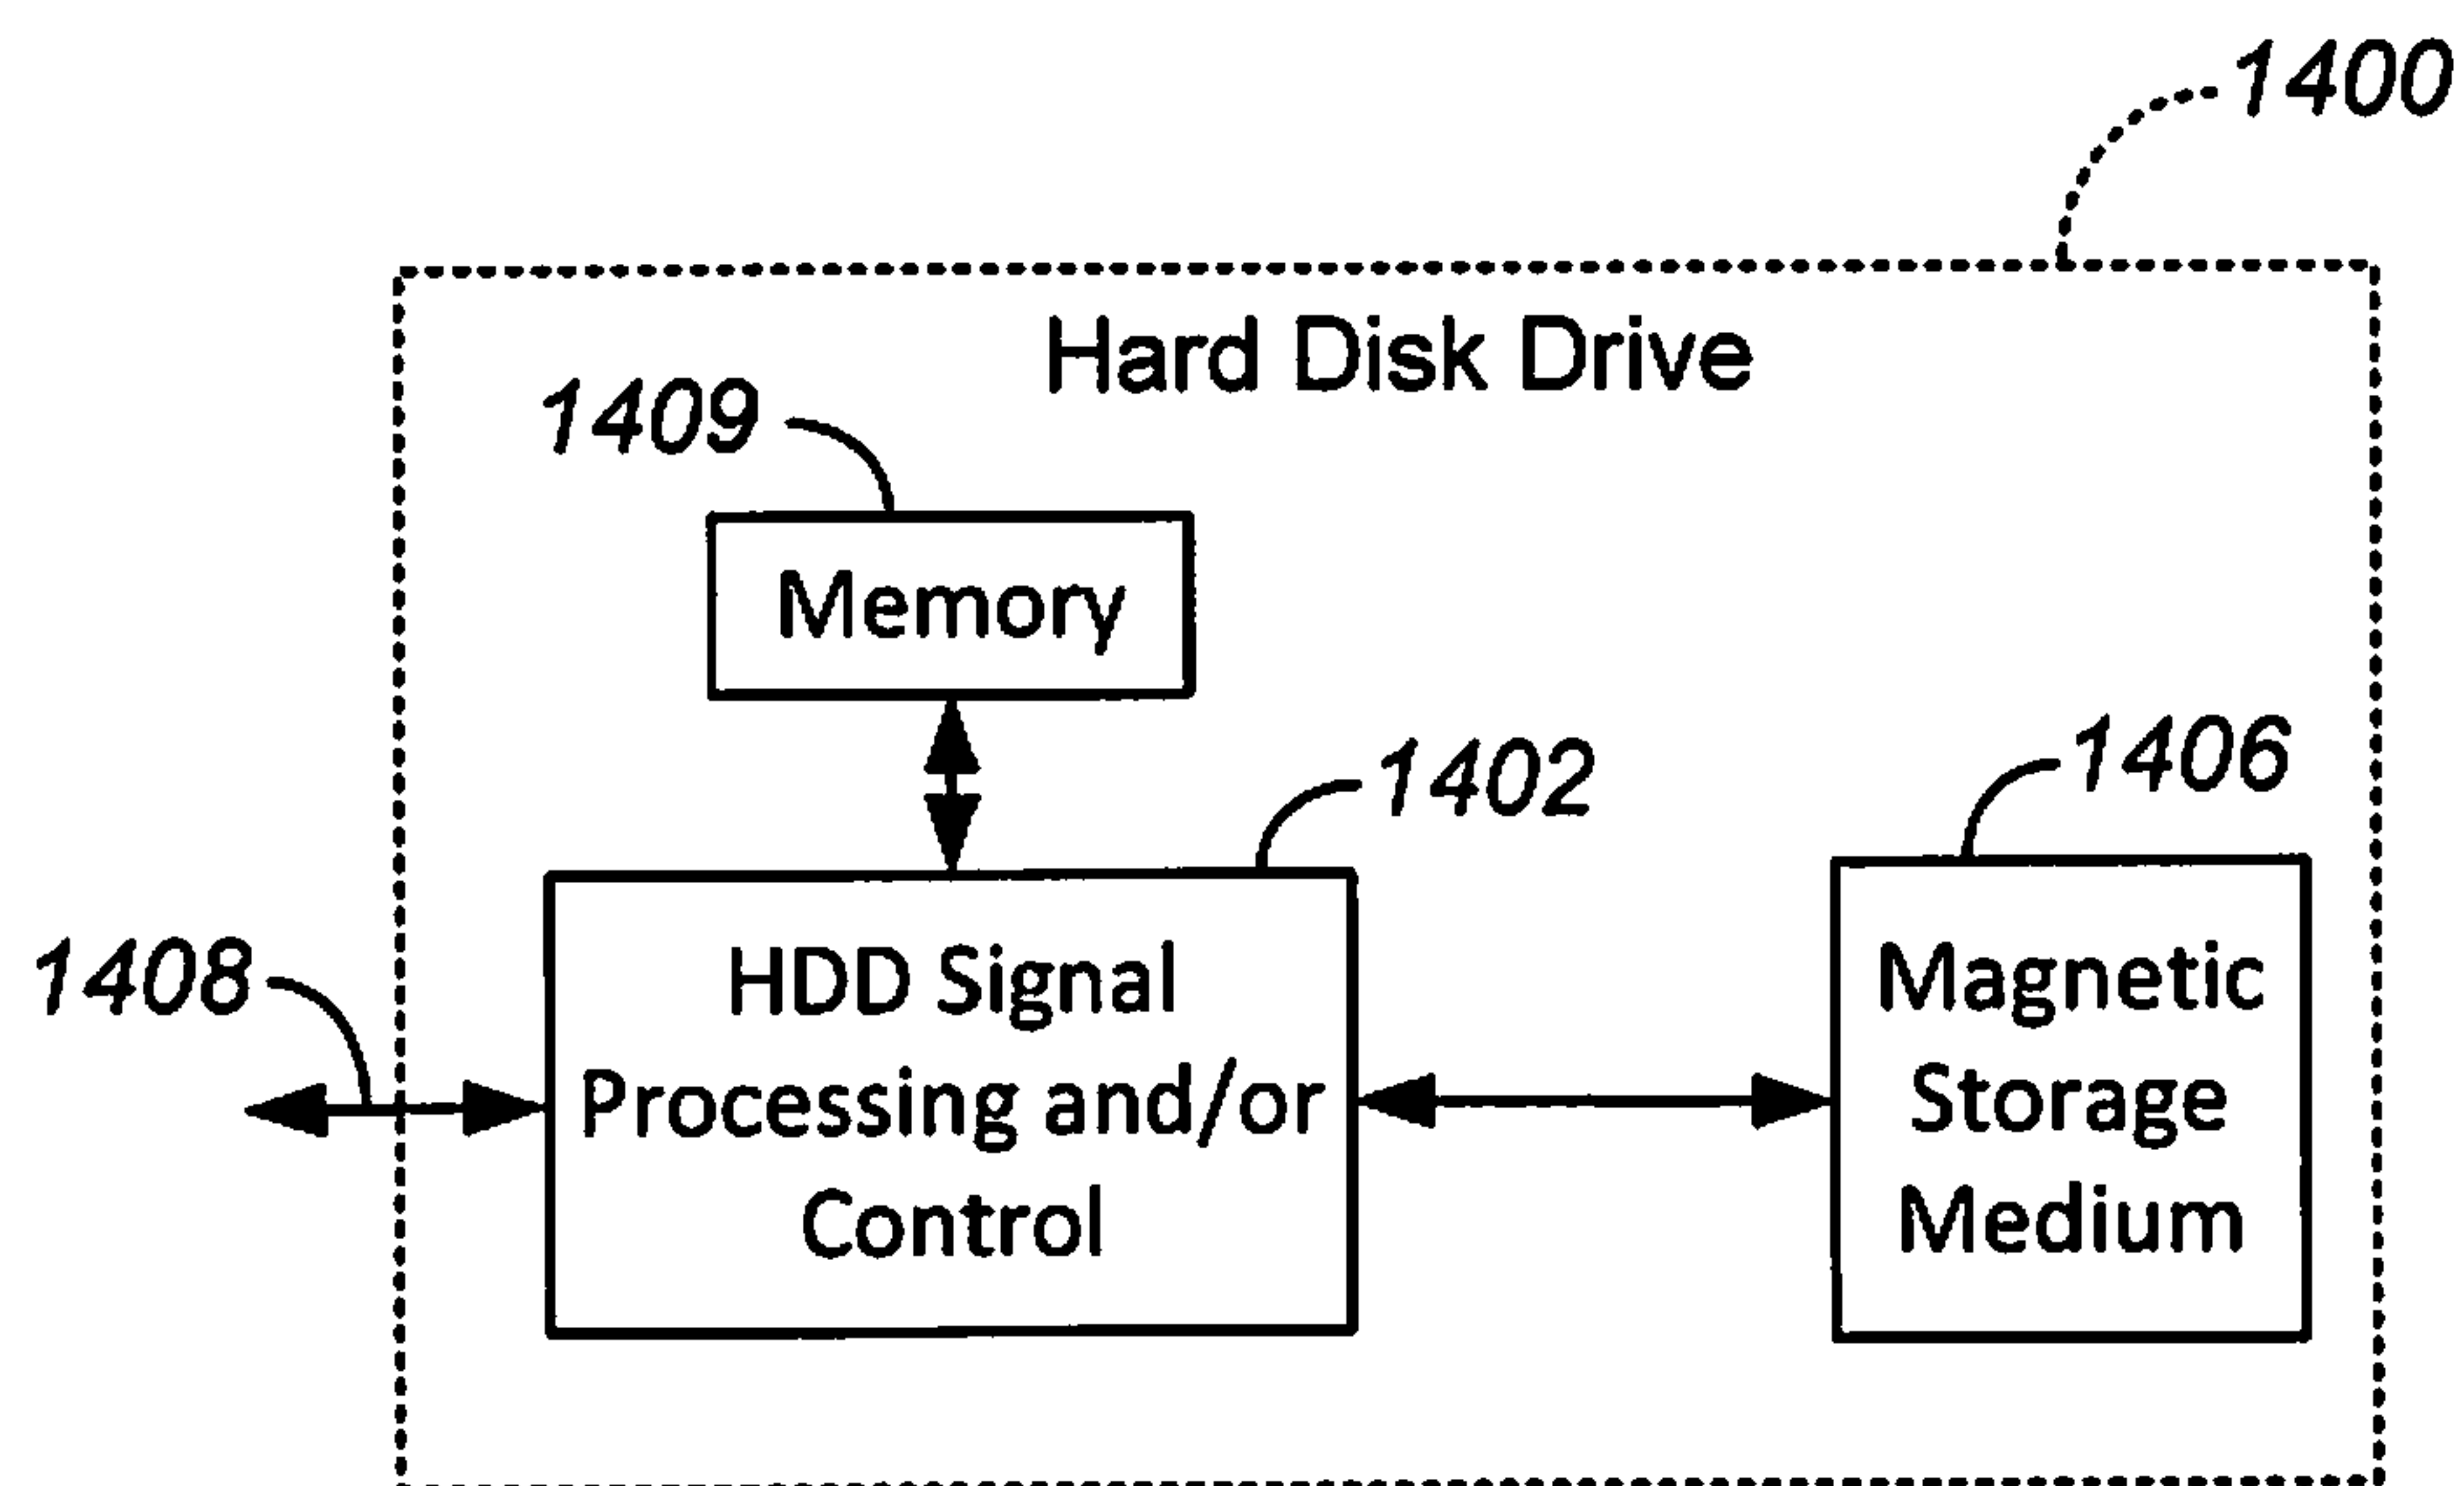 1400
Hard Disk Drive
1409
Memory
1402
1406
1408
HDD Signal
Processing and/or
Control
Magnetic
Storage
Medium